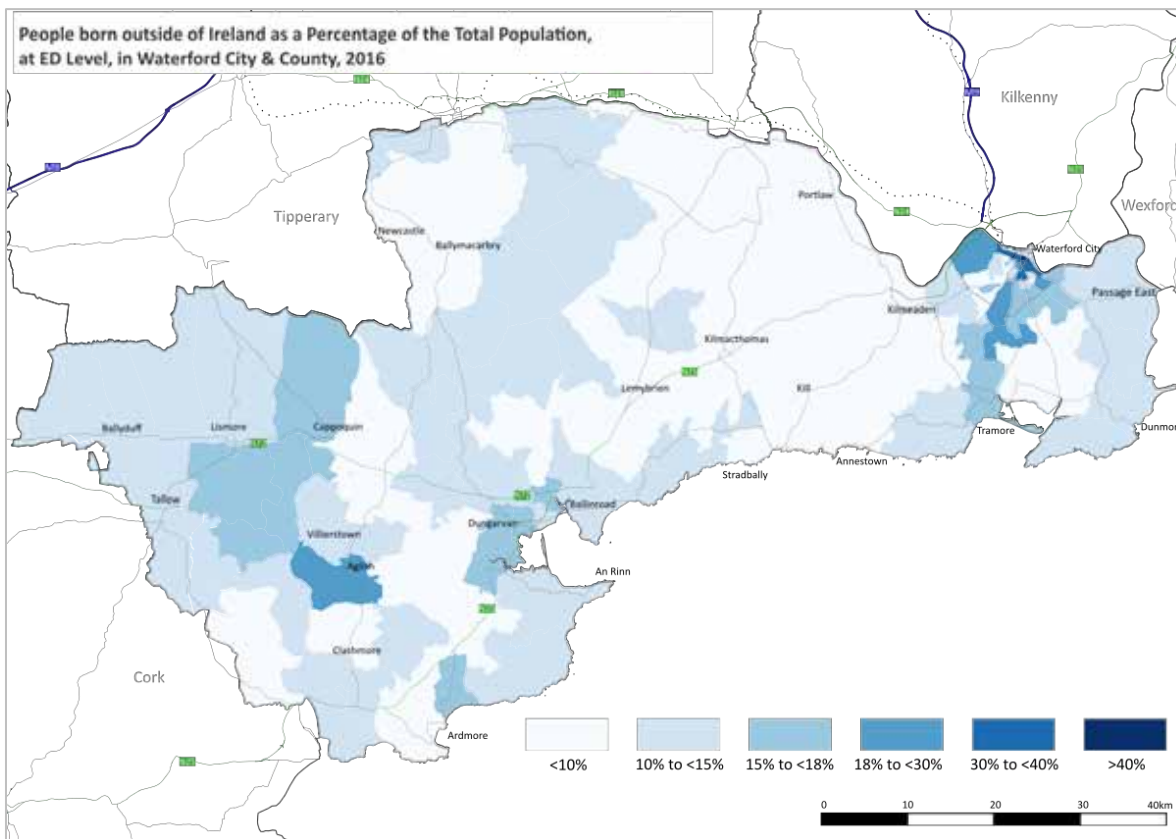 People born outside of Ireland as a Percentage of the Total Population,
at ED Level, in Waterford City & County, 2016
Kilkenny
Wexford
Tipperary
Portlaw
Newcastle
Ballymacarbry
Waterford City
Passage East
Kilmeaden
Kilmacthomas
Lemybrien
Kill
Ballyduff
Lismore
Cappoquin
Tramore
Dunmor
Annestown
Stradbally
Tallow
Ballinroad
Dungarvan
Villierstown
Aglish
An Rinn
Clashmore
Cork
Ardmore
<10%
10% to <15%
15% to <18%
18% to <30%
30% to <40%
>40%
0 10 20 30 40km